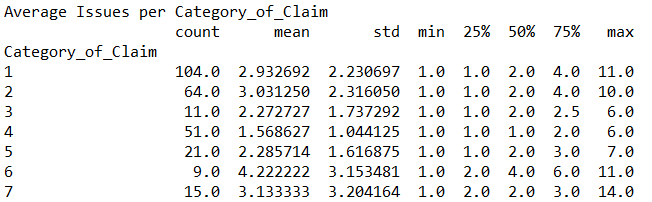 Average Issues per Category_of_Claim
count mean std min 25% 50% 75% max
Category_of_Claim
1 104.0 2.932692 2.230697 1.0 1.0 2.0 4.0 11.0
2 64.0 3.031250 2.316050 1.0 1.0 2.0 4.0 10.0
3 11.0 2.272727 1.737292 1.0 1.0 2.0 2.5 6.0
4 51.0 1.568627 1.044125 1.0 1.0 1.0 2.0 6.0
5 21.0 2.285714 1.616875 1.0 1.0 2.0 3.0 7.0
6 9.0 4.222222 3.153481 1.0 2.0 4.0 6.0 11.0
7 15.0 3.133333 3.204164 1.0 2.0 2.0 3.0 14.0